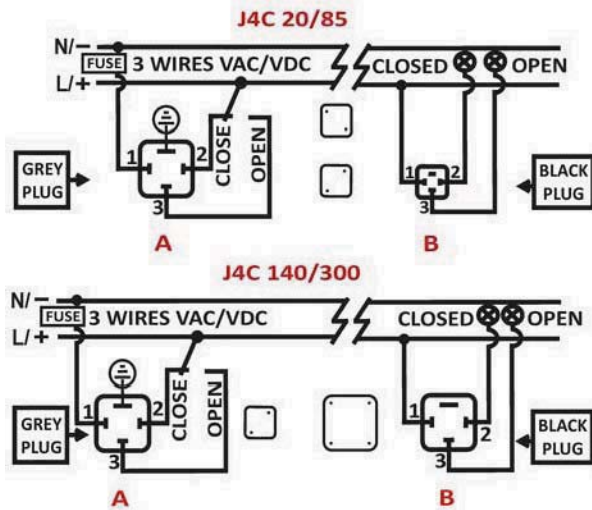 J4C 20/85
N/–
FUSE 3 WIRES VAC/VDC CLOSED OPEN
L/+
1 2 CLOSE OPEN 1 2
GREY PLUG BLACK PLUG
3 3
A B
J4C 140/300
N/–
FUSE 3 WIRES VAC/VDC CLOSED OPEN
L/+
1 2 CLOSE OPEN 1 2
GREY PLUG BLACK PLUG
3 3
A B